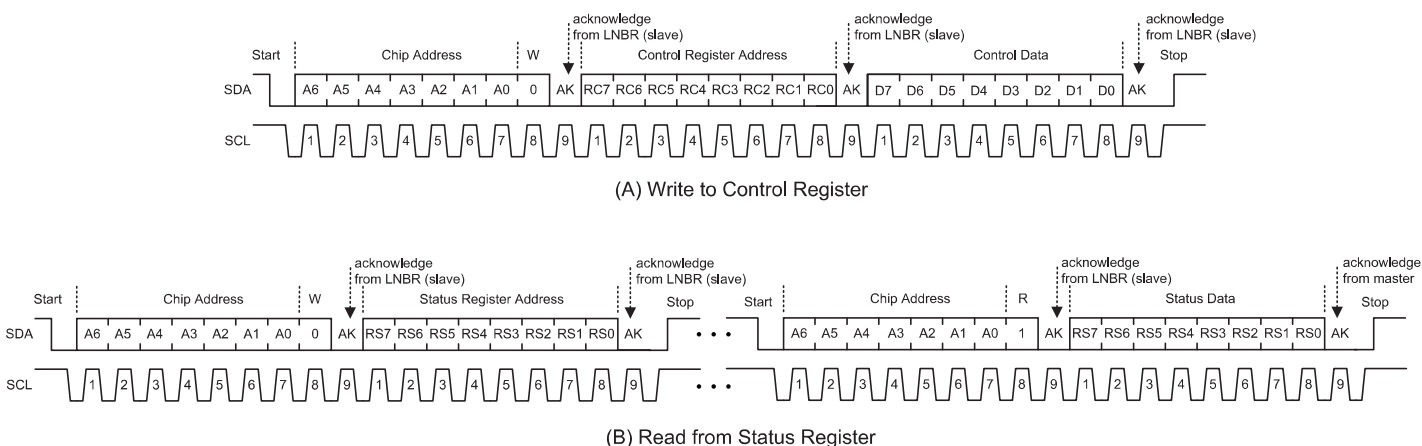 acknowledge acknowledge acknowledge
from LNBR (slave) from LNBR (slave) from LNBR (slave)
Start Chip Address W Control Register Address Control Data Stop
SDA A6 A5 A4 A3 A2 A1 A0 0 AK RC7 RC6 RC5 RC4 RC3 RC2 RC1 RC0 AK D7 D6 D5 D4 D3 D2 D1 D0 AK
SCL 1 2 3 4 5 6 7 8 9 1 2 3 4 5 6 7 8 9 1 2 3 4 5 6 7 8 9
(A) Write to Control Register
acknowledge acknowledge acknowledge acknowledge
from LNBR (slave) from LNBR (slave) from LNBR (slave) from master
Start Chip Address W Status Register Address Stop Start Chip Address R Status Data Stop
SDA A6 A5 A4 A3 A2 A1 A0 0 AK RS7 RS6 RS5 RS4 RS3 RS2 RS1 RS0 AK • • • A6 A5 A4 A3 A2 A1 A0 1 AK RS7 RS6 RS5 RS4 RS3 RS2 RS1 RS0 AK
SCL 1 2 3 4 5 6 7 8 9 1 2 3 4 5 6 7 8 9 • • • 1 2 3 4 5 6 7 8 9 1 2 3 4 5 6 7 8 9
(B) Read from Status Register